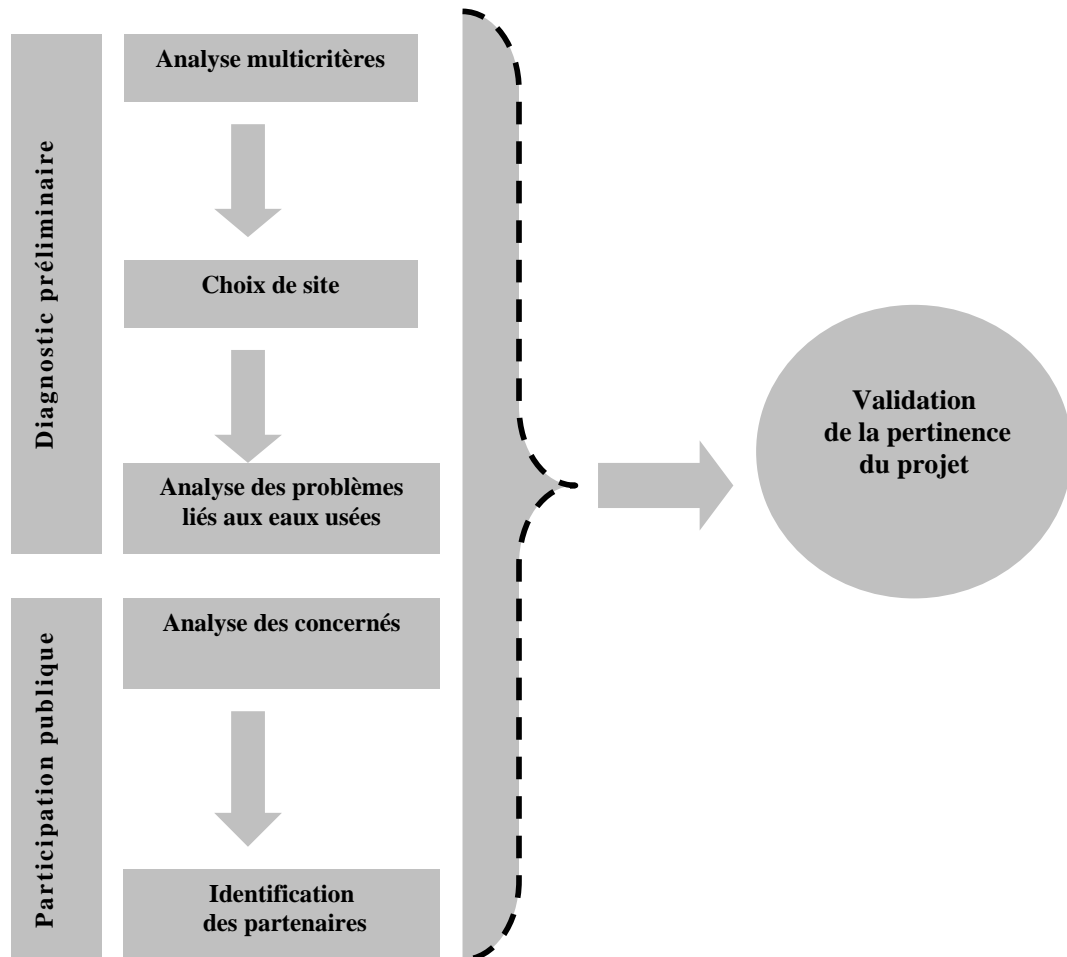 Diagnostic préliminaire
Analyse multicritères
Choix de site
Analyse des problèmes
liés aux eaux usées
Participation publique
Analyse des concernés
Identification
des partenaires
Validation
de la pertinence
du projet